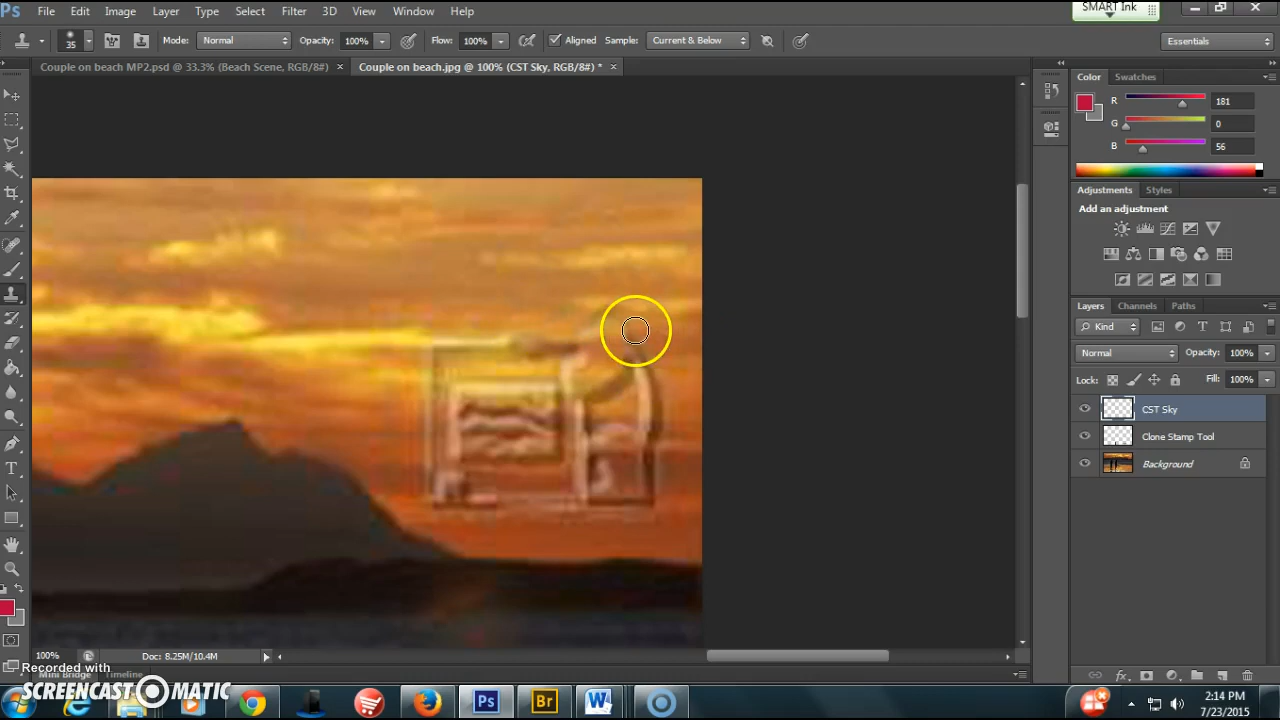 Ps File Edit Image Layer Type Select Filter 3D View Window Help
SMART Ink
35 Mode: Normal Opacity: 100% Flow: 100% Aligned Sample: Current & Below Essentials
Couple on beach MP2.psd @ 33.3% (Beach Scene, RGB/8#) × Couple on beach.jpg @ 100% (CST Sky, RGB/8#) * ×
Color Swatches
R 181
G 0
B 56
Adjustments Styles
Add an adjustment
Layers Channels Paths
Kind
Normal Opacity: 100%
Lock: Fill: 100%
CST Sky
Clone Stamp Tool
Background
100% Doc: 8.25M/10.4M
Recorded with
Mini Bridge Timeline
SCREENCAST MATIC
Ps Br W
2:14 PM
7/23/2015